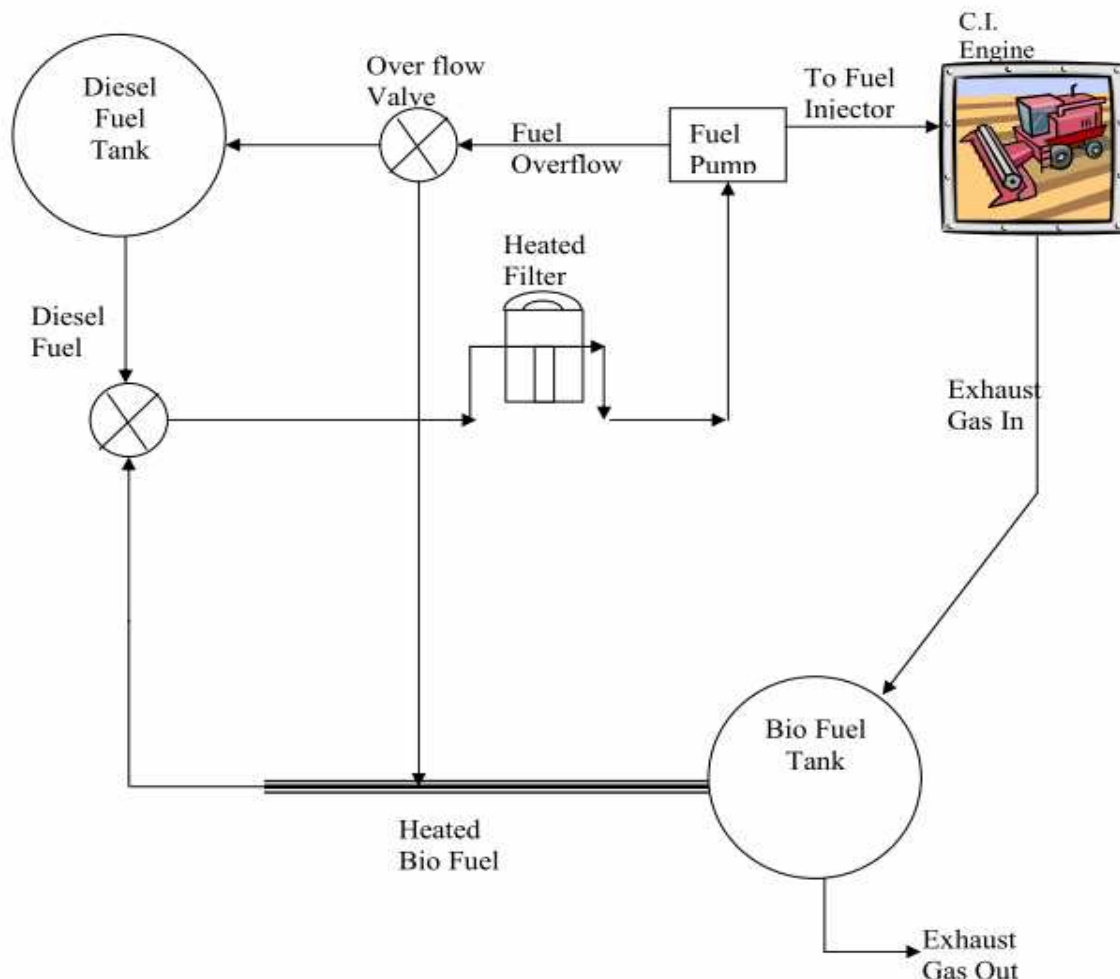 C.I.
Engine
Diesel
Fuel
Tank
Over flow
Valve
To Fuel
Injector
Fuel
Overflow
Fuel
Pump
Heated
Filter
Diesel
Fuel
Exhaust
Gas In
Bio Fuel
Tank
Heated
Bio Fuel
Exhaust
Gas Out